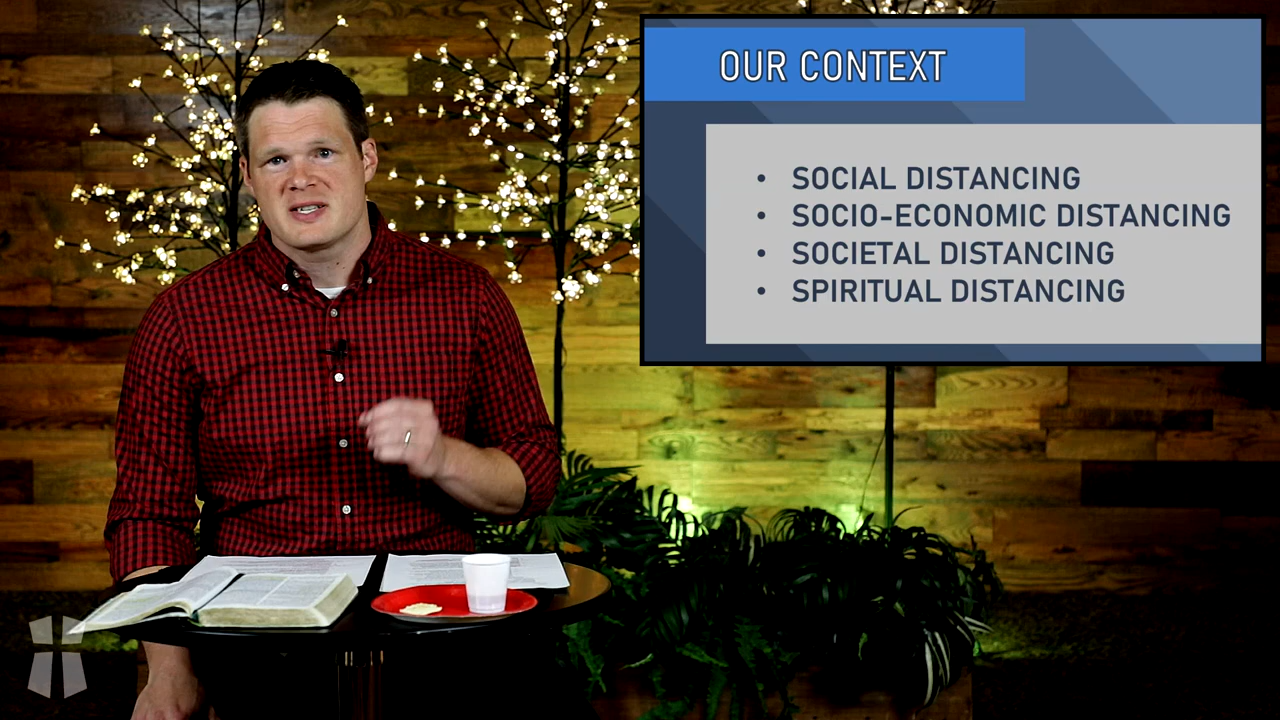 OUR CONTEXT
• SOCIAL DISTANCING
• SOCIO-ECONOMIC DISTANCING
• SOCIETAL DISTANCING
• SPIRITUAL DISTANCING